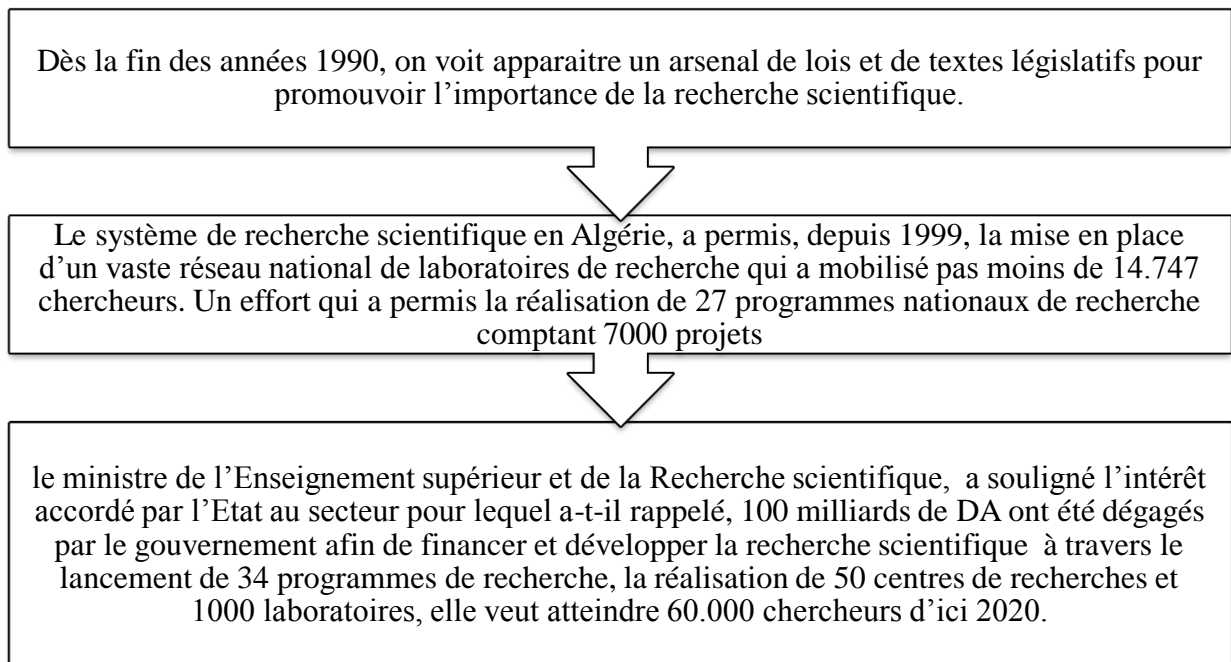 Dès la fin des années 1990, on voit apparaitre un arsenal de lois et de textes législatifs pour
promouvoir l’importance de la recherche scientifique.
Le système de recherche scientifique en Algérie, a permis, depuis 1999, la mise en place
d’un vaste réseau national de laboratoires de recherche qui a mobilisé pas moins de 14.747
chercheurs. Un effort qui a permis la réalisation de 27 programmes nationaux de recherche
comptant 7000 projets
le ministre de l’Enseignement supérieur et de la Recherche scientifique, a souligné l’intérêt
accordé par l’Etat au secteur pour lequel a-t-il rappelé, 100 milliards de DA ont été dégagés
par le gouvernement afin de financer et développer la recherche scientifique à travers le
lancement de 34 programmes de recherche, la réalisation de 50 centres de recherches et
1000 laboratoires, elle veut atteindre 60.000 chercheurs d’ici 2020.